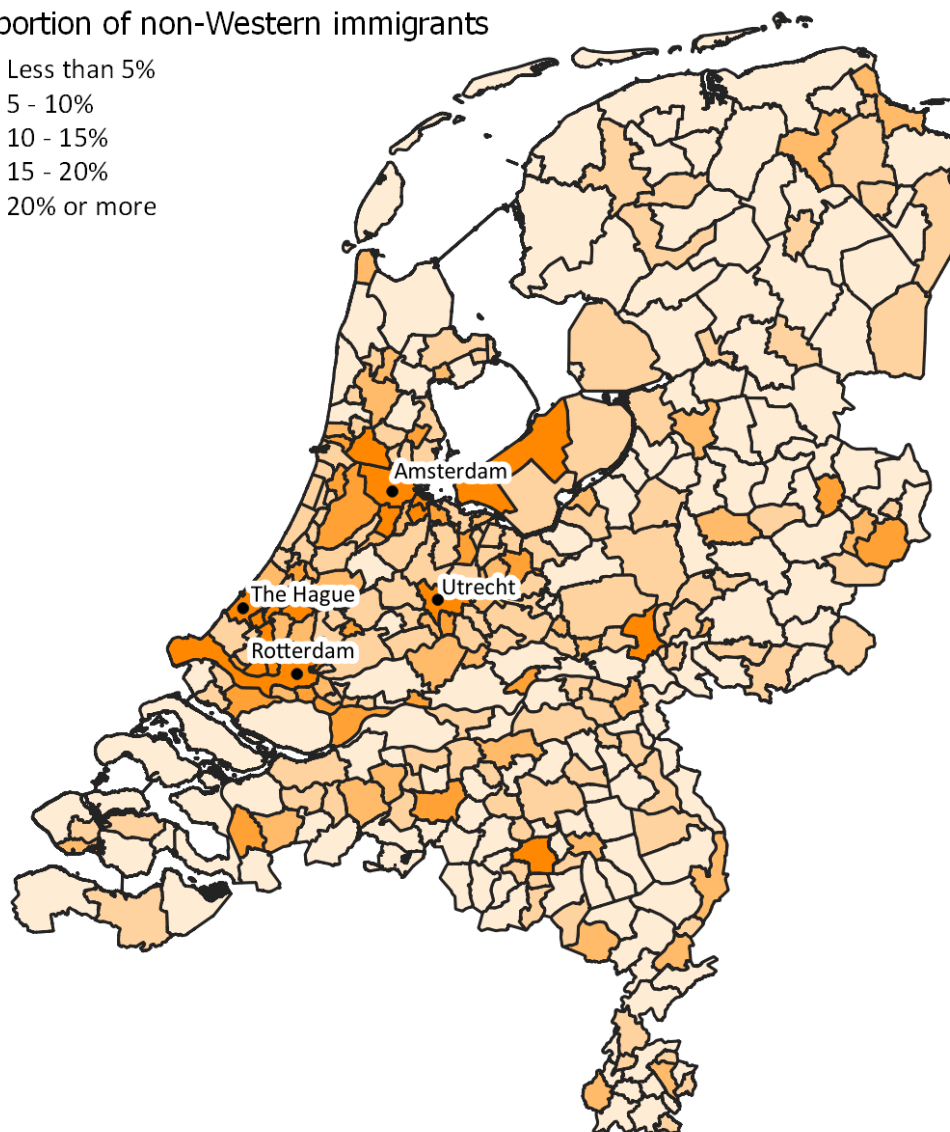 portion of non-Western immigrants
Less than 5%
5 - 10%
10 - 15%
15 - 20%
20% or more
Amsterdam
The Hague
Utrecht
Rotterdam